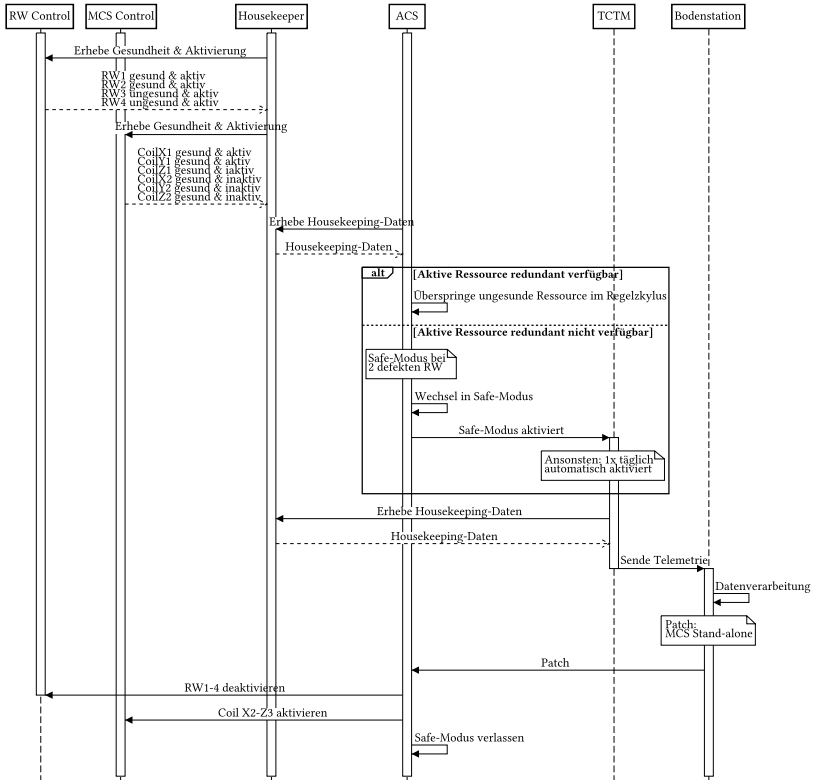 RW Control
MCS Control
Housekeeper
ACS
TCTM
Bodenstation
Erhebe Gesundheit & Aktivierung
RW1 gesund & aktiv
RW2 gesund & aktiv
RW3 ungesund & aktiv
RW4 ungesund & aktiv
Erhebe Gesundheit & Aktivierung
CoilX1 gesund & aktiv
CoilY1 gesund & aktiv
CoilZ1 gesund & iaktiv
CoilX2 gesund & inaktiv
CoilY2 gesund & inaktiv
CoilZ2 gesund & inaktiv
Erhebe Housekeeping-Daten
Housekeeping-Daten
alt
[Aktive Ressource redundant verfügbar]
Überspringe ungesunde Ressource im Regelzkylus
[Aktive Ressource redundant nicht verfügbar]
Safe-Modus bei
2 defekten RW
Wechsel in Safe-Modus
Safe-Modus aktiviert
Ansonsten: 1x täglich
automatisch aktiviert
Erhebe Housekeeping-Daten
Housekeeping-Daten
Sende Telemetrie
Datenverarbeitung
Patch:
MCS Stand-alone
Patch
RW1-4 deaktivieren
Coil X2-Z3 aktivieren
Safe-Modus verlassen